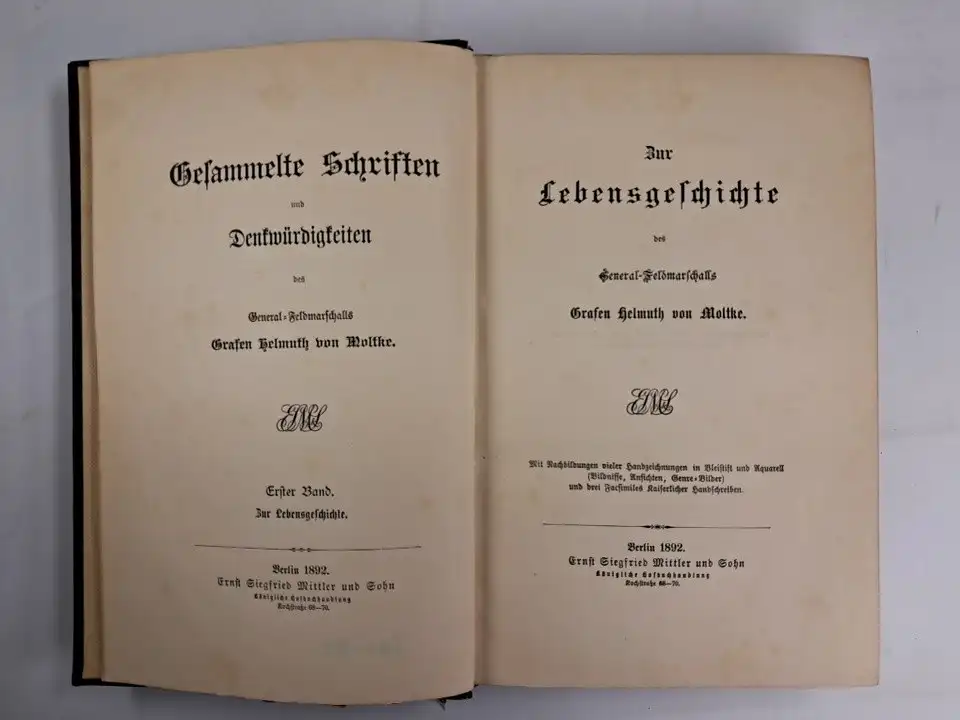 Gesammelte Schriften
und
Denkwürdigkeiten
des
General-Feldmarschalls
Grafen Helmuth von Moltke.
Erster Band.
Zur Lebensgeschichte.
Berlin 1892.
Ernst Siegfried Mittler und Sohn
Königliche Hofbuchhandlung
Kochstraße 68—70.
Zur
Lebensgeschichte
des
General-Feldmarschalls
Grafen Helmuth von Moltke.
Mit Nachbildungen vieler Handzeichnungen in Bleistift und Aquarell
(Bildnisse, Ansichten, Genre-Bilder)
und drei Facsimiles Kaiserlicher Handschreiben.
Berlin 1892.
Ernst Siegfried Mittler und Sohn
Königliche Hofbuchhandlung
Kochstraße 68—70.